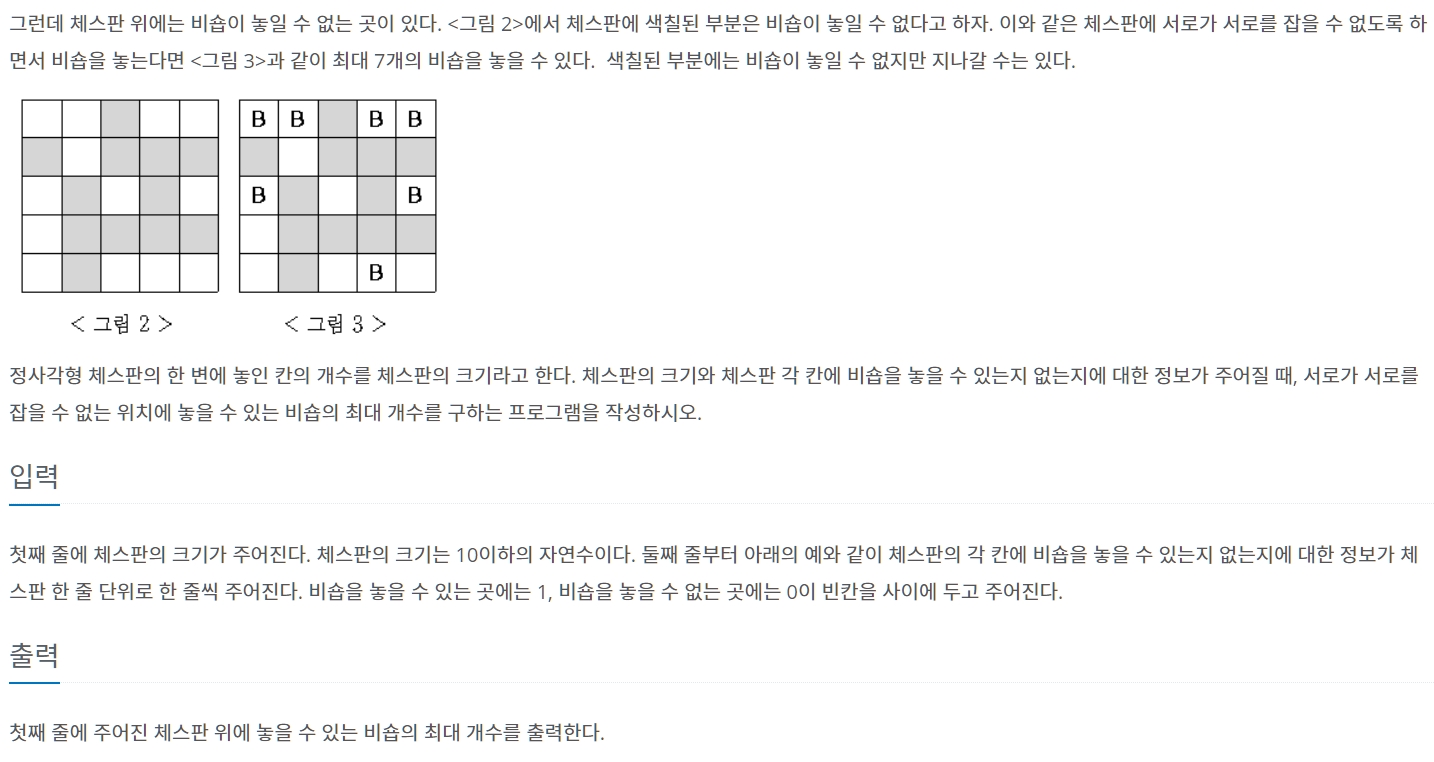 그런데 체스판 위에는 비숍이 놓일 수 없는 곳이 있다. <그림 2>에서 체스판에 색칠된 부분은 비숍이 놓일 수 없다고 하자. 이와 같은 체스판에 서로가 서로를 잡을 수 없도록 하
면서 비숍을 놓는다면 <그림 3>과 같이 최대 7개의 비숍을 놓을 수 있다. 색칠된 부분에는 비숍이 놓일 수 없지만 지나갈 수는 있다.
B B B B
B B
B
< 그림 2 > < 그림 3 >
정사각형 체스판의 한 변에 놓인 칸의 개수를 체스판의 크기라고 한다. 체스판의 크기와 체스판 각 칸에 비숍을 놓을 수 있는지 없는지에 대한 정보가 주어질 때, 서로가 서로를
잡을 수 없는 위치에 놓을 수 있는 비숍의 최대 개수를 구하는 프로그램을 작성하시오.
입력
첫째 줄에 체스판의 크기가 주어진다. 체스판의 크기는 10이하의 자연수이다. 둘째 줄부터 아래의 예와 같이 체스판의 각 칸에 비숍을 놓을 수 있는지 없는지에 대한 정보가 체
스판 한 줄 단위로 한 줄씩 주어진다. 비숍을 놓을 수 있는 곳에는 1, 비숍을 놓을 수 없는 곳에는 0이 빈칸을 사이에 두고 주어진다.
출력
첫째 줄에 주어진 체스판 위에 놓을 수 있는 비숍의 최대 개수를 출력한다.